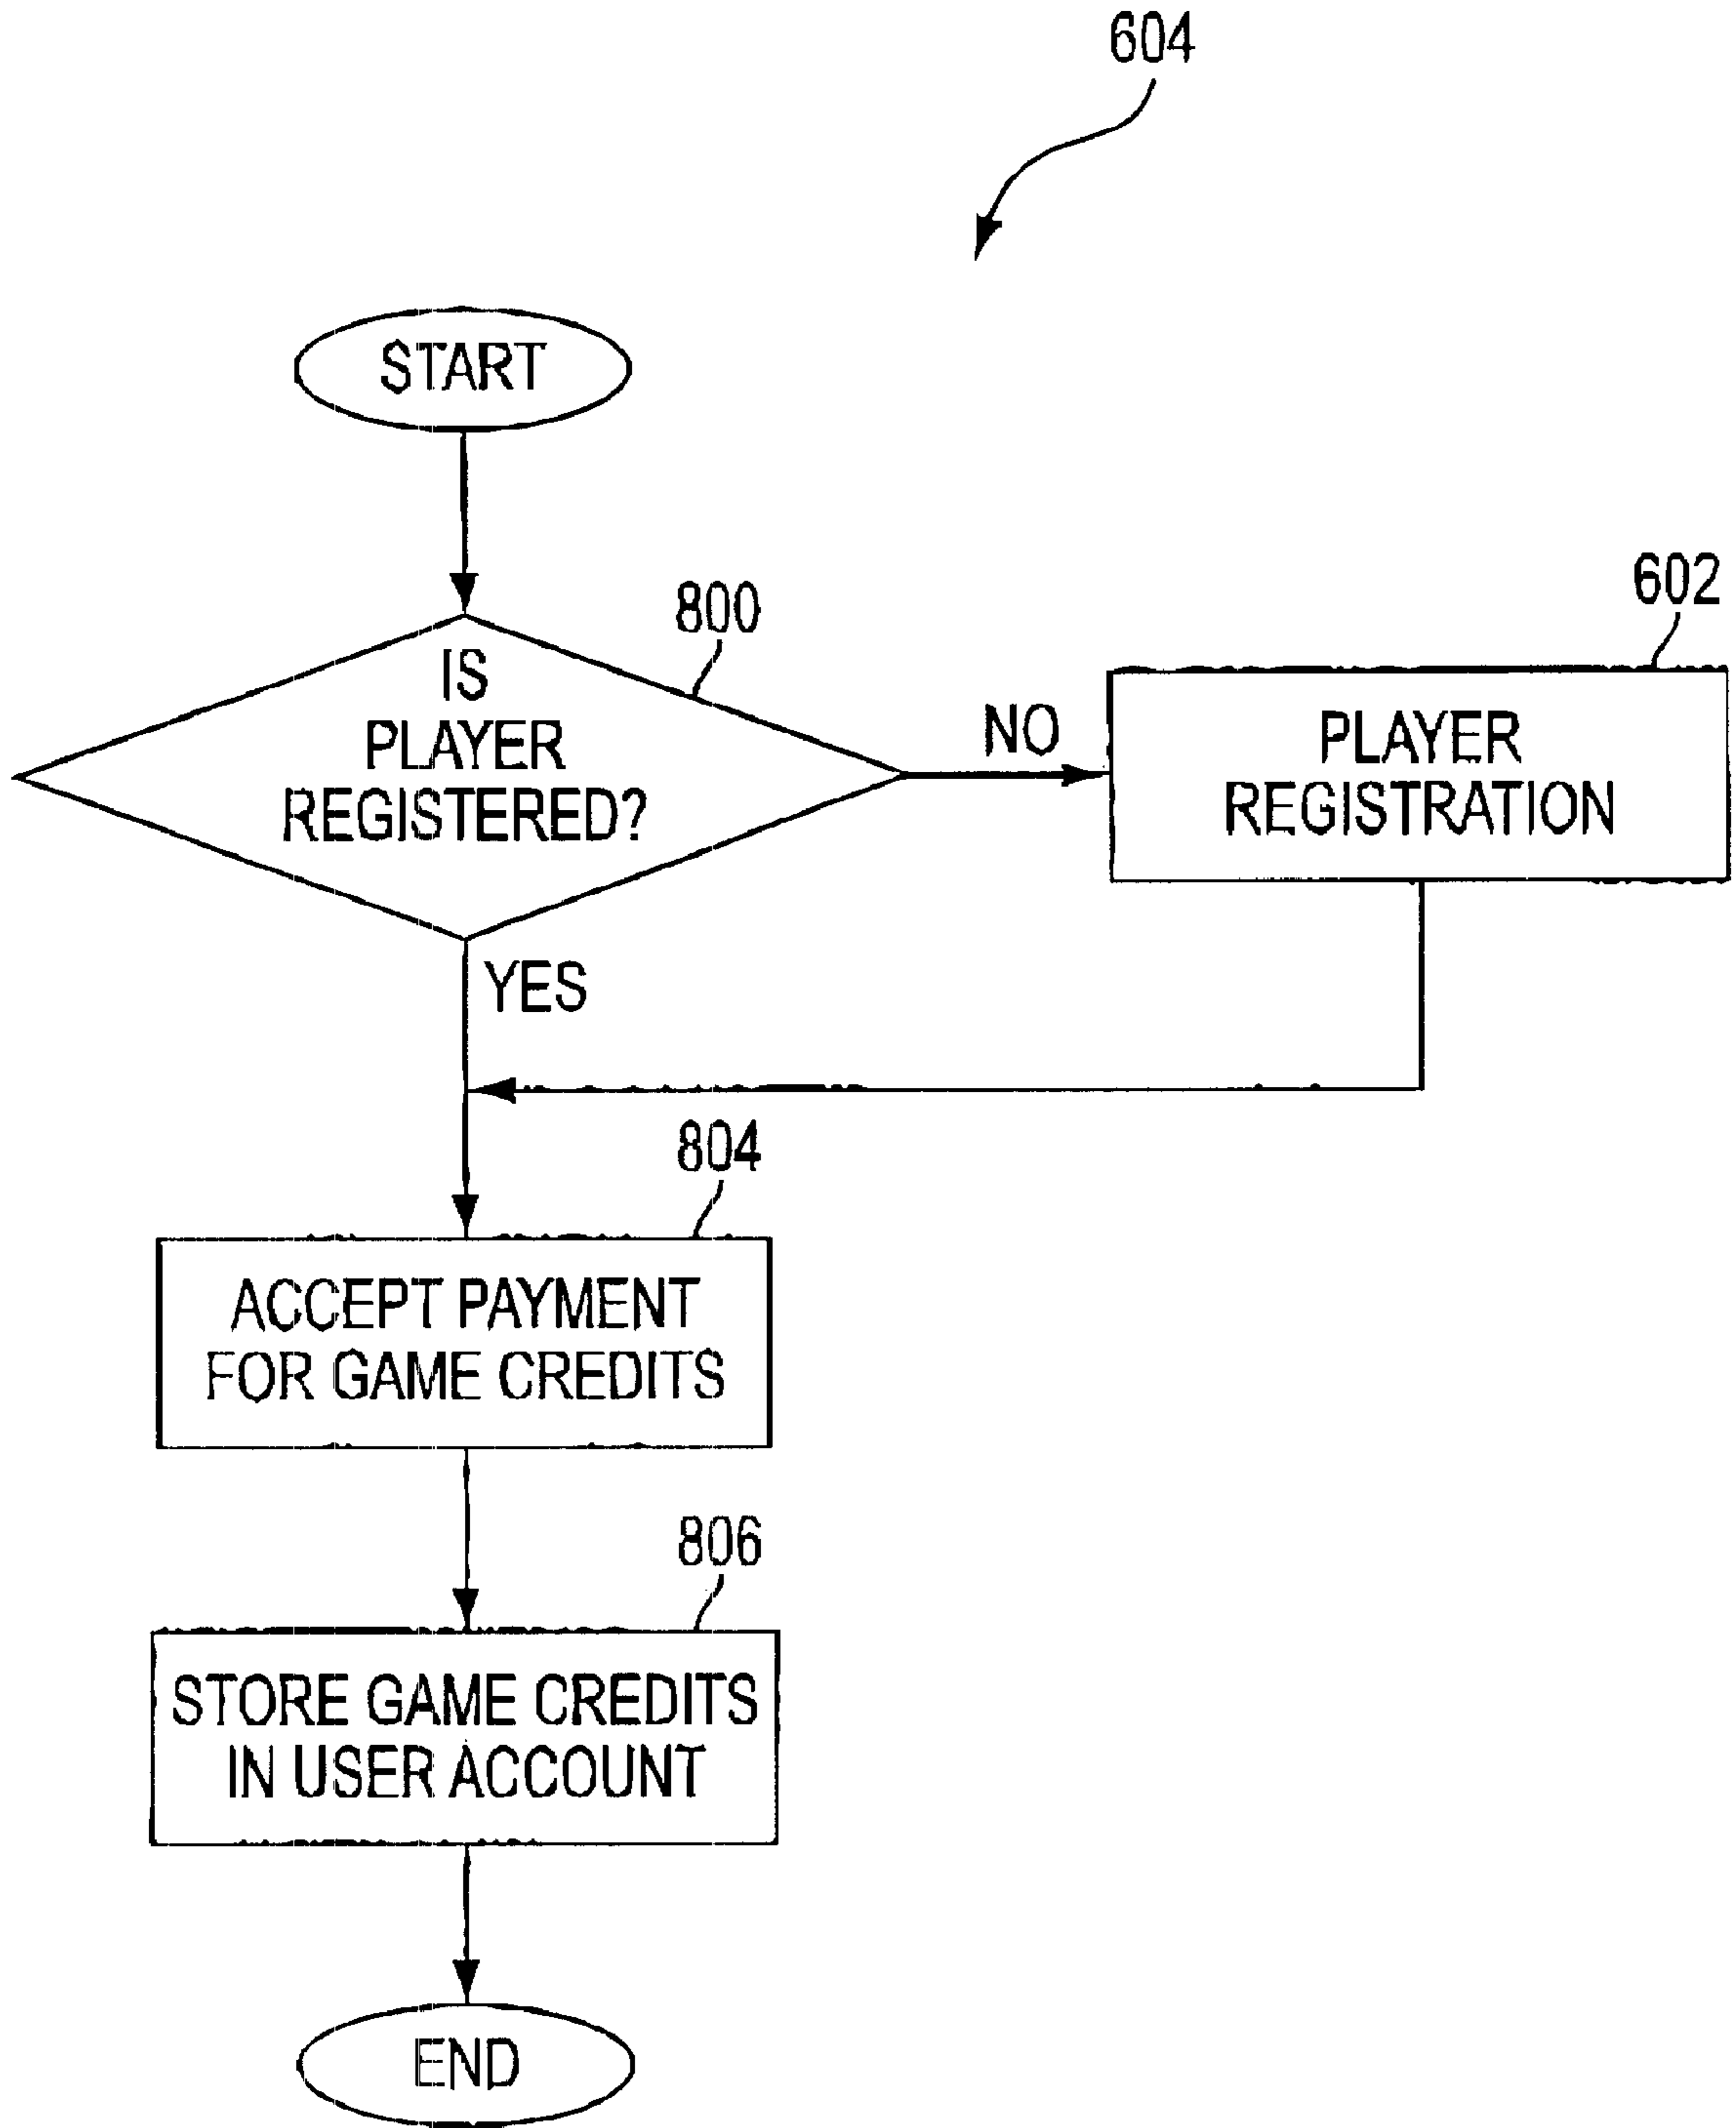 604
START
800
IS
PLAYER
REGISTERED?
NO
602
PLAYER
REGISTRATION
YES
804
ACCEPT PAYMENT
FOR GAME CREDITS
806
STORE GAME CREDITS
IN USER ACCOUNT
END